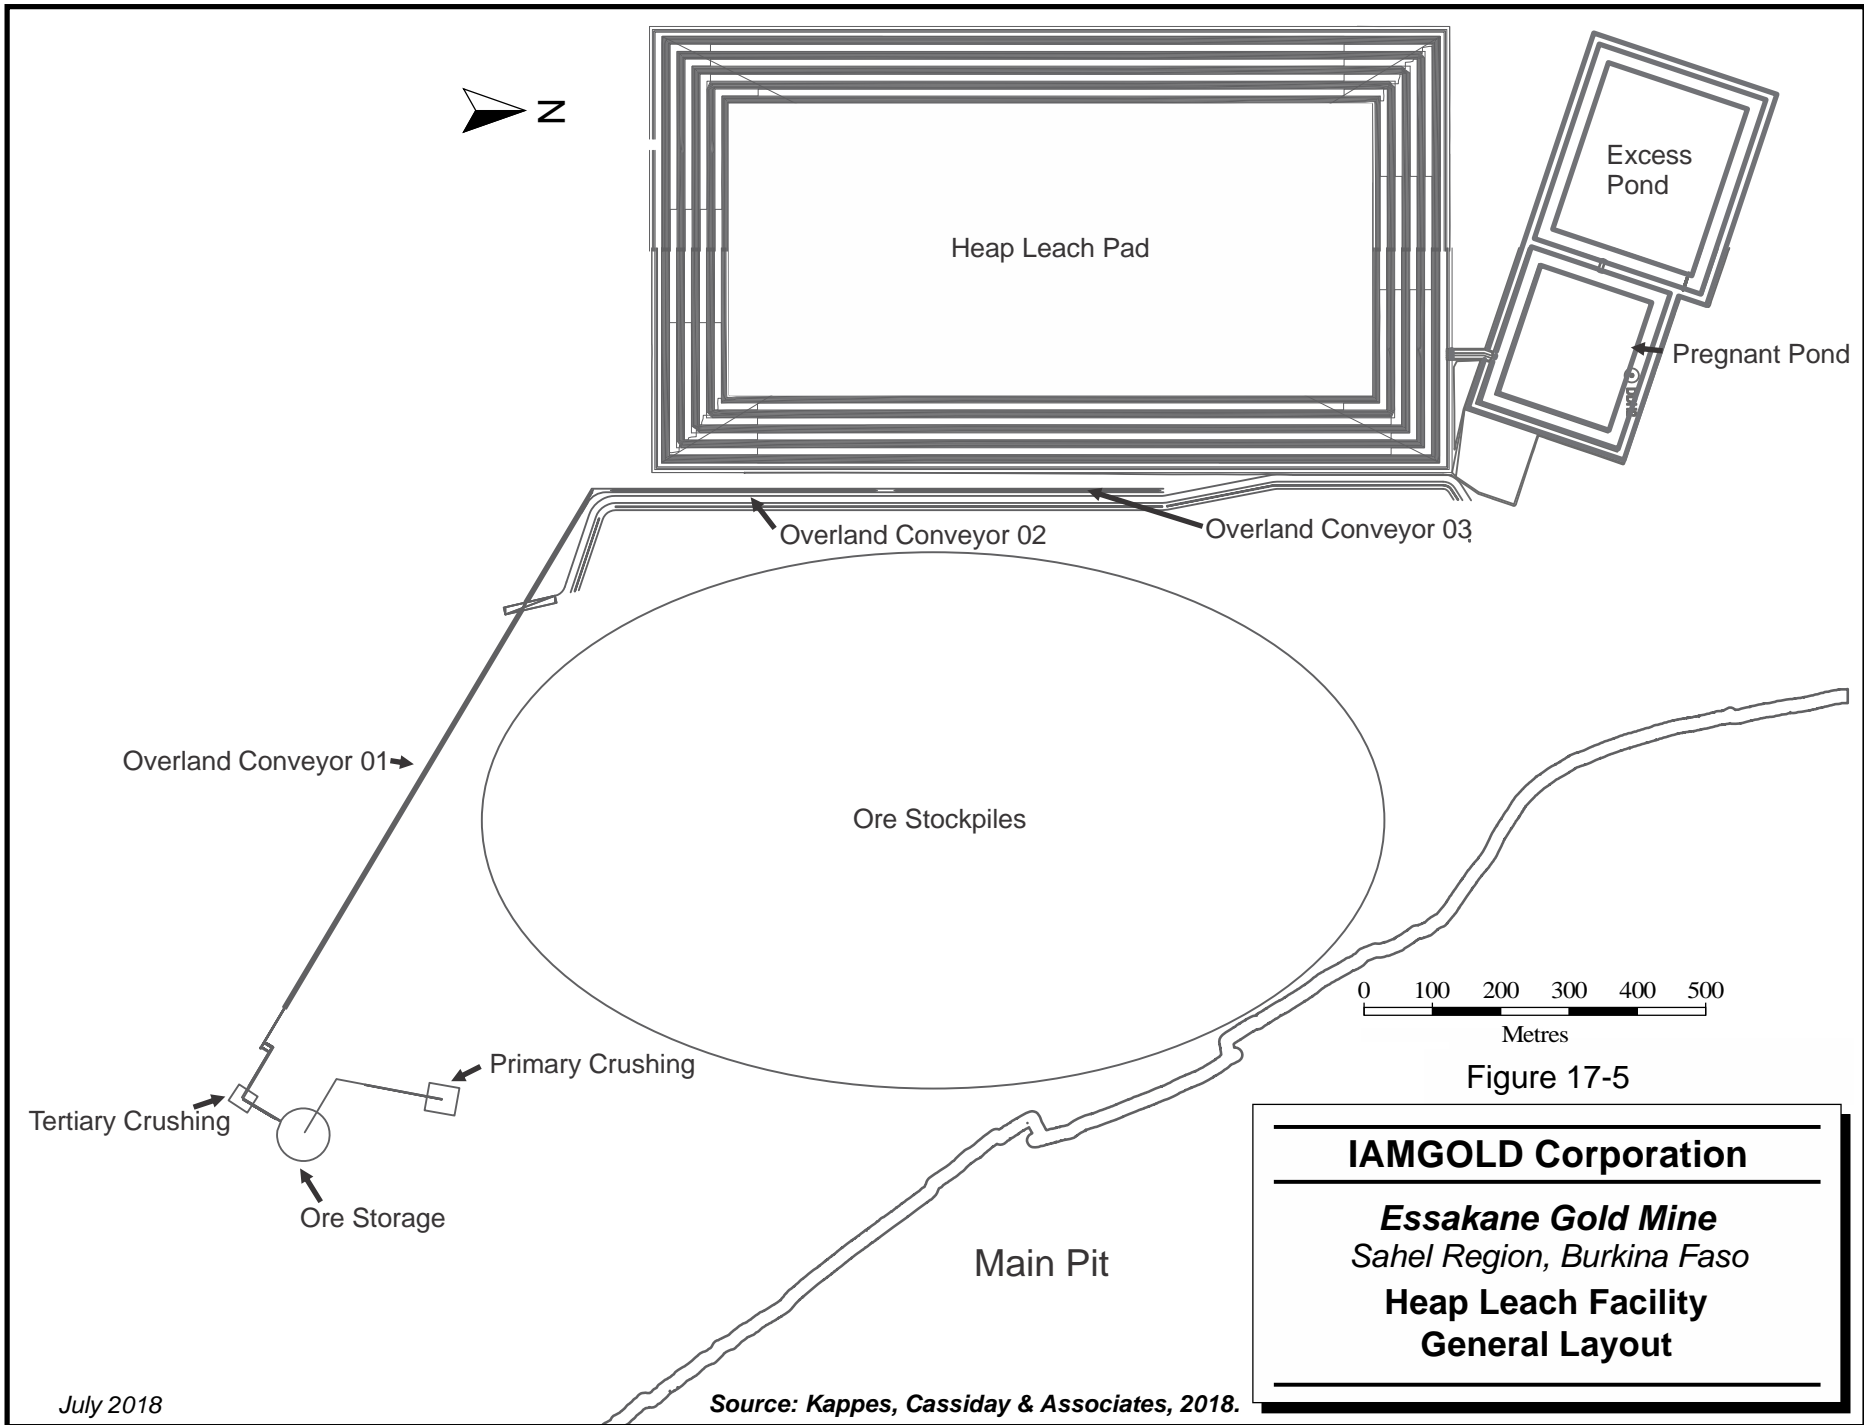 N
Excess
Pond
Heap Leach Pad
Pregnant Pond
Overland Conveyor 02
Overland Conveyor 03
Overland Conveyor 01
Ore Stockpiles
0 100 200 300 400 500
Metres
Primary Crushing
Tertiary Crushing
Ore Storage
Main Pit
Figure 17-5
IAMGOLD Corporation
Essakane Gold Mine
Sahel Region, Burkina Faso
Heap Leach Facility
General Layout
July 2018
Source: Kappes, Cassiday & Associates, 2018.